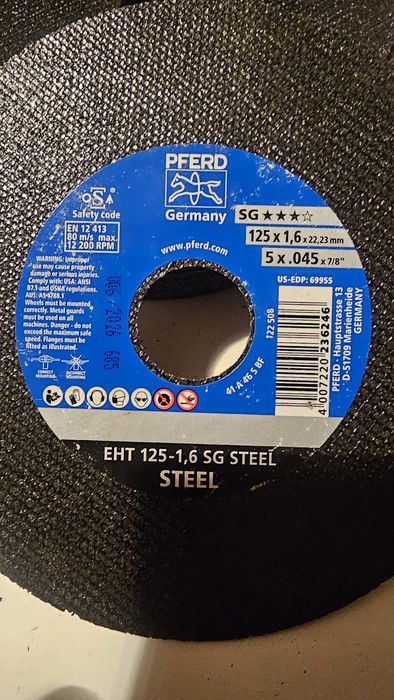 PFERD
Germany
oSA
Safety code
EN 12 413
80 m/s max.
12 200 RPM
WARNING: Improper
use may cause property
damage or serious injuries.
Comply with: USA: ANSI
B7.1 and OSHA regulations.
AUS: AS 1788.1
Wheels must be mounted
correctly. Metal guards
must be used on all
machines. Danger - do not
exceed the maximum safe
speed. Flanges must be
fitted as illustrated.
CORRECT
MOUNTING
INCORRECT
MOUNTING
www.pferd.com
SG ★★★☆
125 x 1,6 x 22,23 mm
5 x .045 x 7/8"
US-EDP: 69955
122 508
4 007220 236246
PFERD · Hauptstrasse 13
D-51709 Marienheide
GERMANY
41 A 46 S BF
EHT 125-1,6 SG STEEL
STEEL